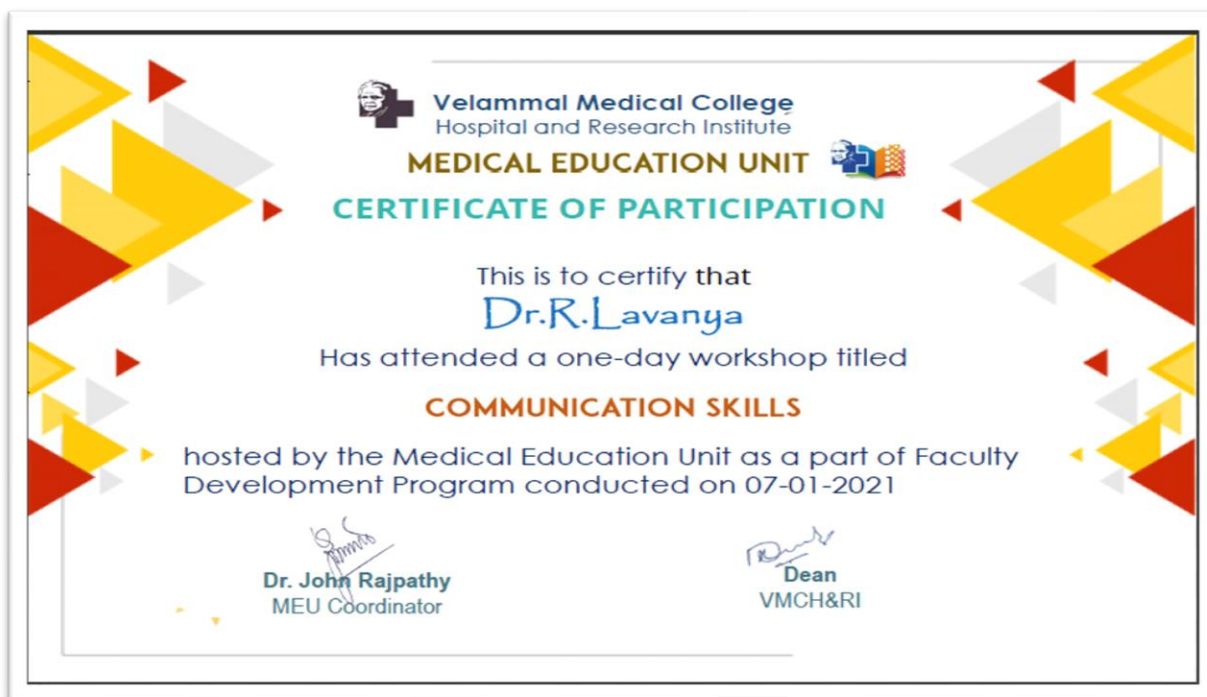 Velammal Medical College
Hospital and Research Institute
MEDICAL EDUCATION UNIT
CERTIFICATE OF PARTICIPATION
This is to certify that
Dr.R.Lavanya
Has attended a one-day workshop titled
COMMUNICATION SKILLS
hosted by the Medical Education Unit as a part of Faculty
Development Program conducted on 07-01-2021
Dr. John Rajpathy
MEU Coordinator
Dean
VMCH&RI